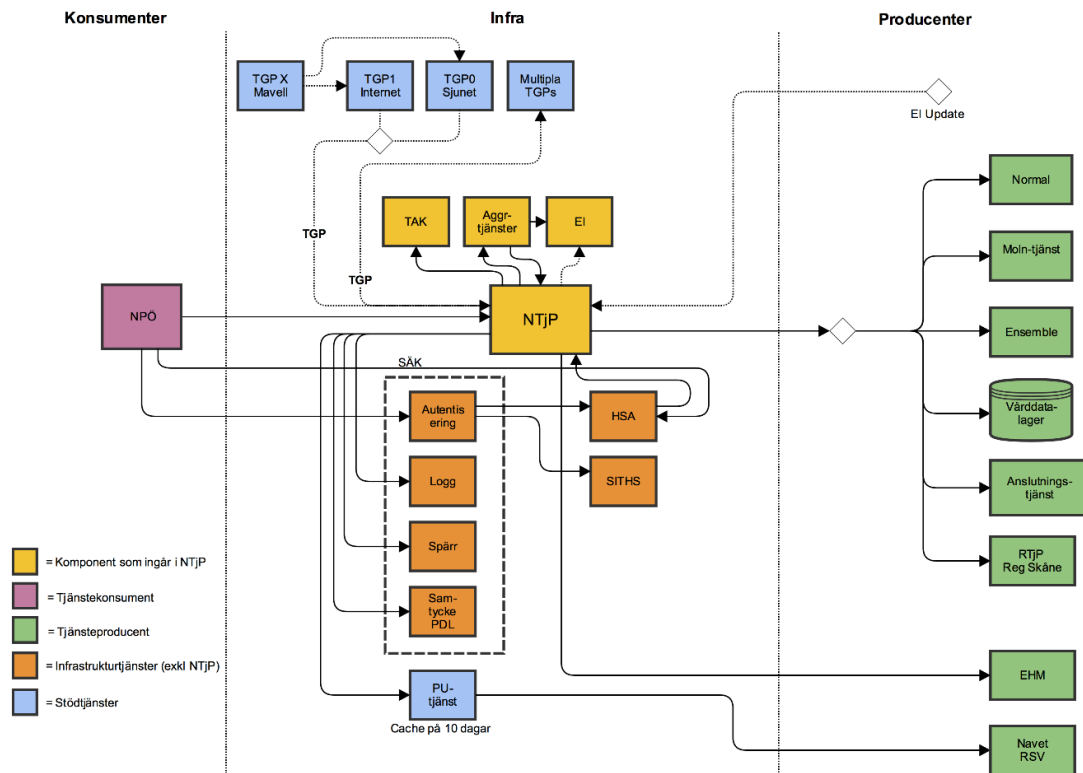 Konsumenter
Infra
Producenter
TGP X
Mavell
TGP1
Internet
TGP0
Sjunet
Multipla
TGPs
EI Update
Normal
TAK
Aggr-
tjänster
EI
TGP
TGP
Moln-tjänst
NPÖ
NTjP
Ensemble
SÄK
Autentis
ering
HSA
Vårddata-
lager
Logg
SITHS
Anslutnings-
tjänst
Spärr
RTjP
Reg Skåne
= Komponent som ingår i NTjP
= Tjänstekonsument
Sam-
tycke
PDL
= Tjänsteproducent
= Infrastrukturtjänster (exkl NTjP)
= Stödtjänster
PU-
tjänst
Cache på 10 dagar
EHM
Navet
RSV